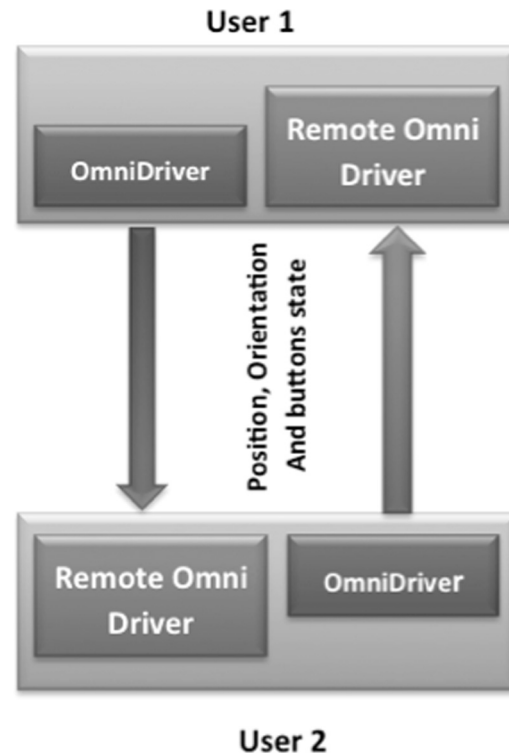 User 1
OmniDriver
Remote Omni
Driver
Position, Orientation
And buttons state
Remote Omni
Driver
OmniDriver
User 2